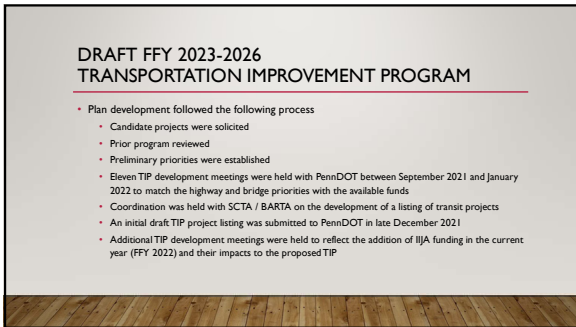 DRAFT FFY 2023-2026
TRANSPORTATION IMPROVEMENT PROGRAM
• Plan development followed the following process
• Candidate projects were solicited
• Prior program reviewed
• Preliminary priorities were established
• Eleven TIP development meetings were held with PennDOT between September 2021 and January
2022 to match the highway and bridge priorities with the available funds
• Coordination was held with SCTA / BARTA on the development of a listing of transit projects
• An initial draft TIP project listing was submitted to PennDOT in late December 2021
• Additional TIP development meetings were held to reflect the addition of IIJA funding in the current
year (FFY 2022) and their impacts to the proposed TIP